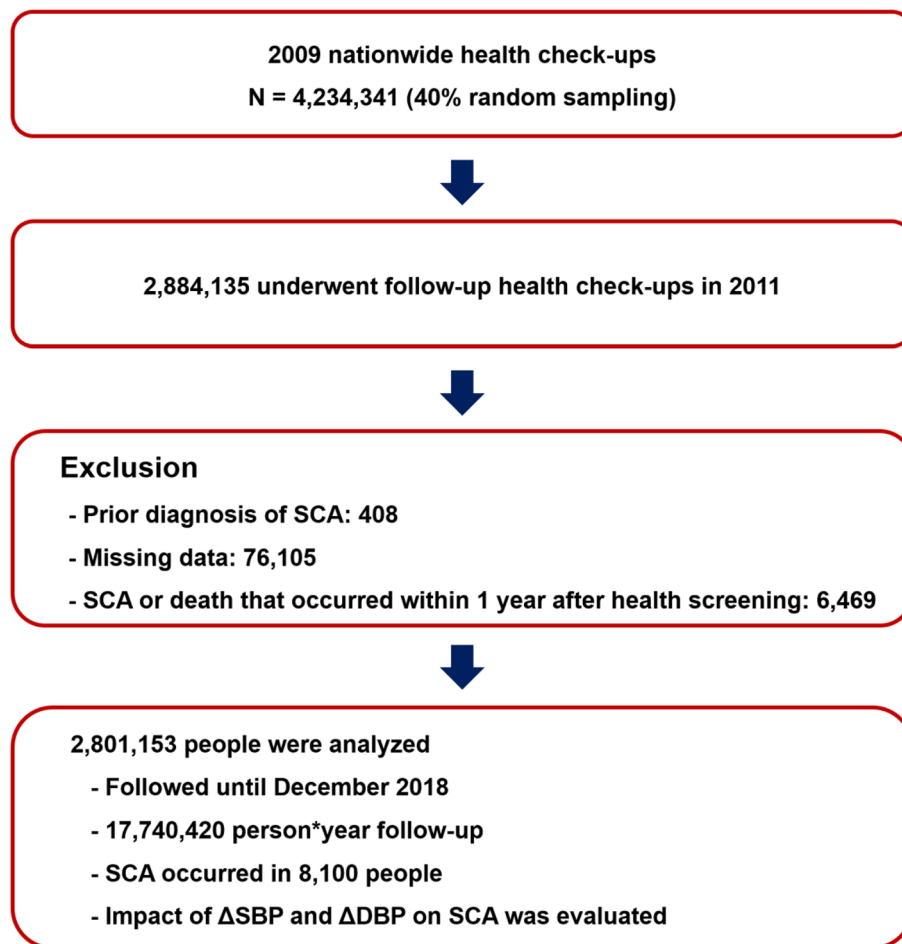 2009 nationwide health check-ups
N = 4,234,341 (40% random sampling)
2,884,135 underwent follow-up health check-ups in 2011
Exclusion
- Prior diagnosis of SCA: 408
- Missing data: 76,105
- SCA or death that occurred within 1 year after health screening: 6,469
2,801,153 people were analyzed
- Followed until December 2018
- 17,740,420 person*year follow-up
- SCA occurred in 8,100 people
- Impact of ΔSBP and ΔDBP on SCA was evaluated